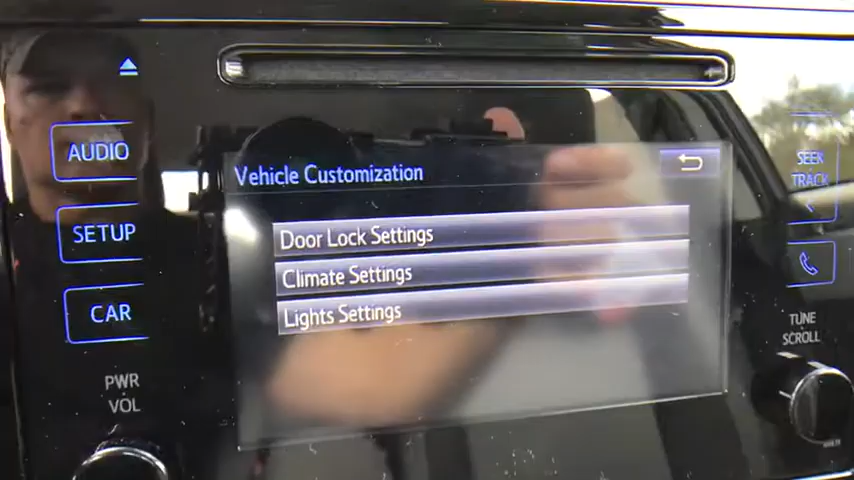 AUDIO
SETUP
CAR
PWR
VOL
Vehicle Customization
Door Lock Settings
Climate Settings
Lights Settings
SEEK
TRACK
TUNE
SCROLL